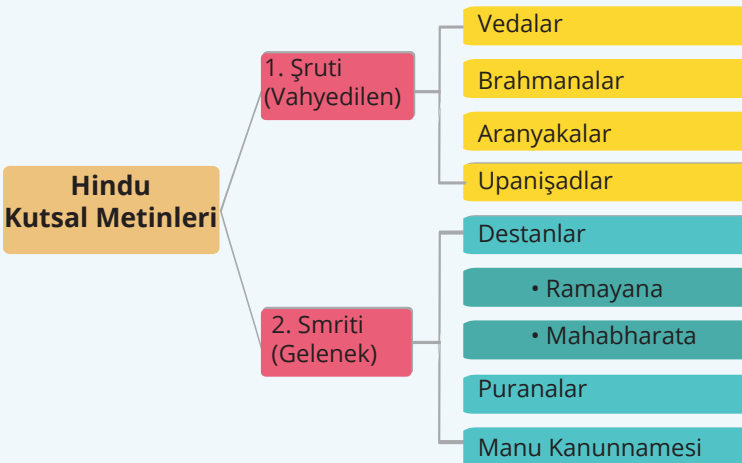 Hindu
Kutsal Metinleri
1. Şruti
(Vahyedilen)
Vedalar
Brahmanalar
Aranyakalar
Upanişadlar
2. Smriti
(Gelenek)
Destanlar
• Ramayana
• Mahabharata
Puranalar
Manu Kanunnamesi